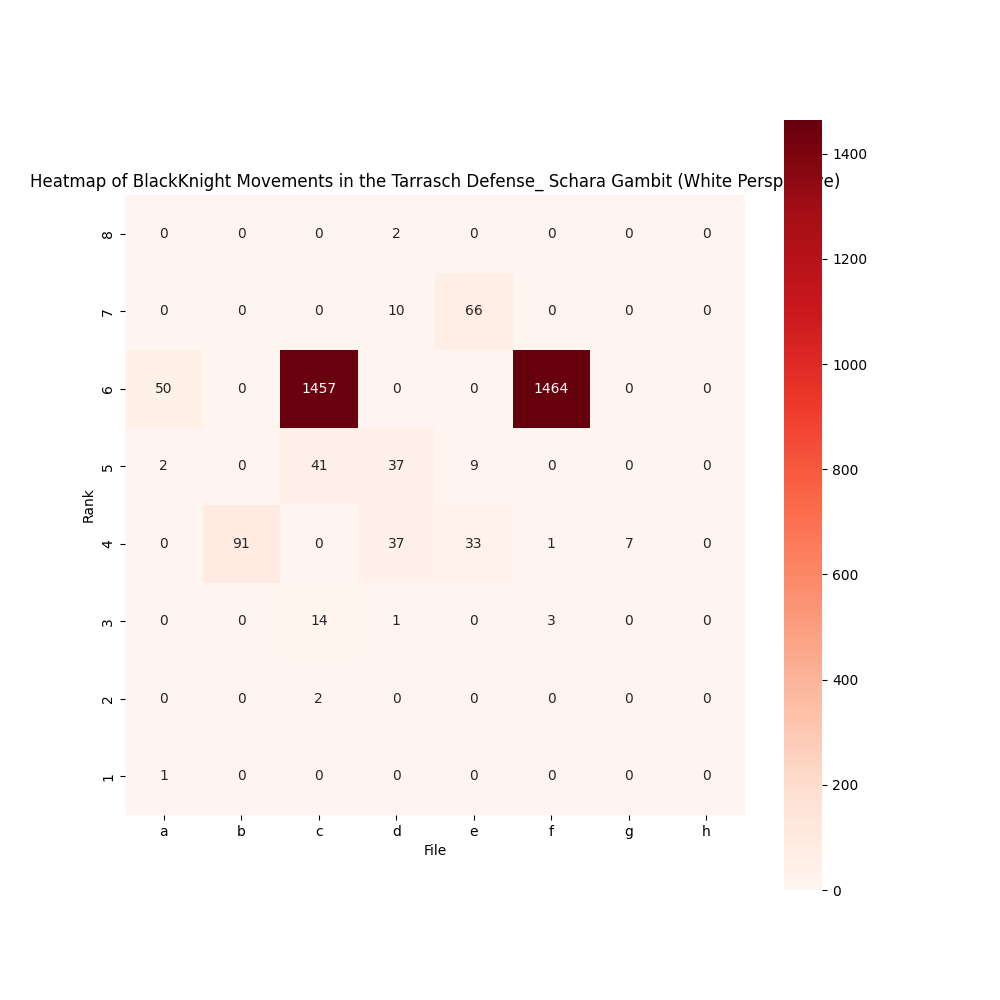 Heatmap of BlackKnight Movements in the Tarrasch Defense_ Schara Gambit (White Persp e)
8 0 0 0 2 0 0 0 0
7 0 0 0 10 66 0 0 0
6 50 0 1457 0 0 1464 0 0
5 2 0 41 37 9 0 0 0
Rank
4 0 91 0 37 33 1 7 0
3 0 0 14 1 0 3 0 0
2 0 0 2 0 0 0 0 0
1 1 0 0 0 0 0 0 0
a b c d e f g h
File
1400
1200
1000
800
600
400
200
0